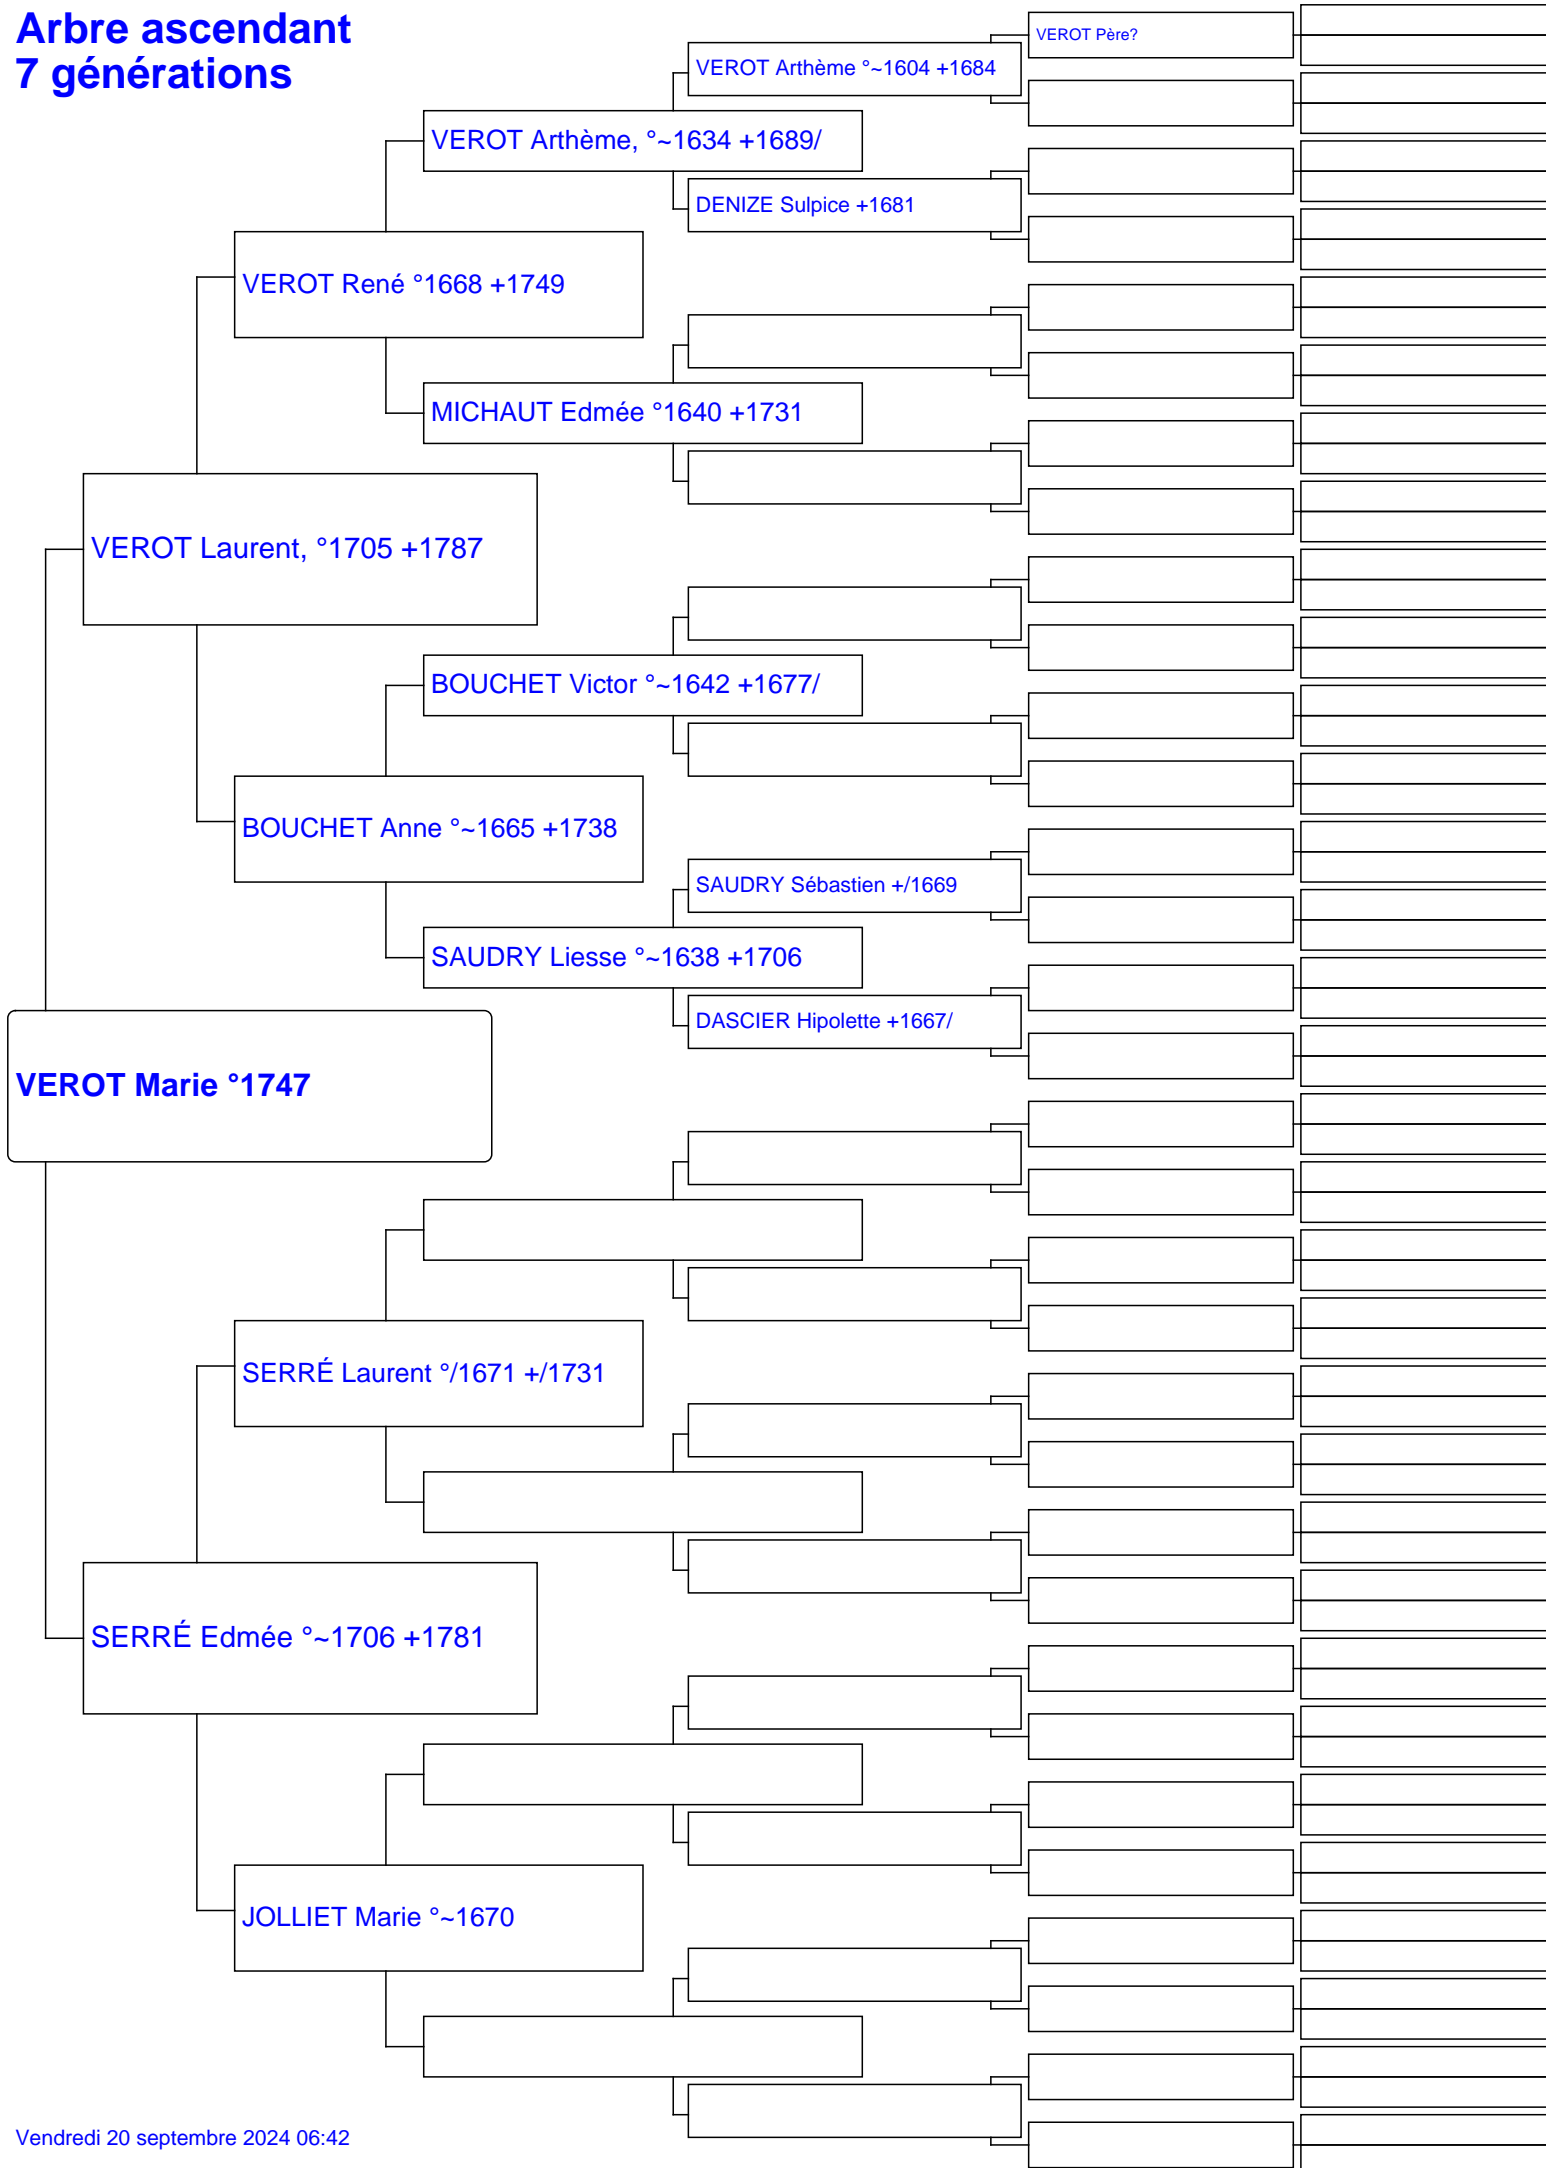 Arbre ascendant
7 générations
VEROT Père?
VEROT Arthème °~1604 +1684
VEROT Arthème, °~1634 +1689/
DENIZE Sulpice +1681
VEROT René °1668 +1749
MICHAUT Edmée °1640 +1731
VEROT Laurent, °1705 +1787
BOUCHET Victor °~1642 +1677/
BOUCHET Anne °~1665 +1738
SAUDRY Sébastien +/1669
SAUDRY Liesse °~1638 +1706
DASCIER Hipolette +1667/
VEROT Marie °1747
SERRÉ Laurent °/1671 +/1731
SERRÉ Edmée °~1706 +1781
JOLLIET Marie °~1670
Vendredi 20 septembre 2024 06:42